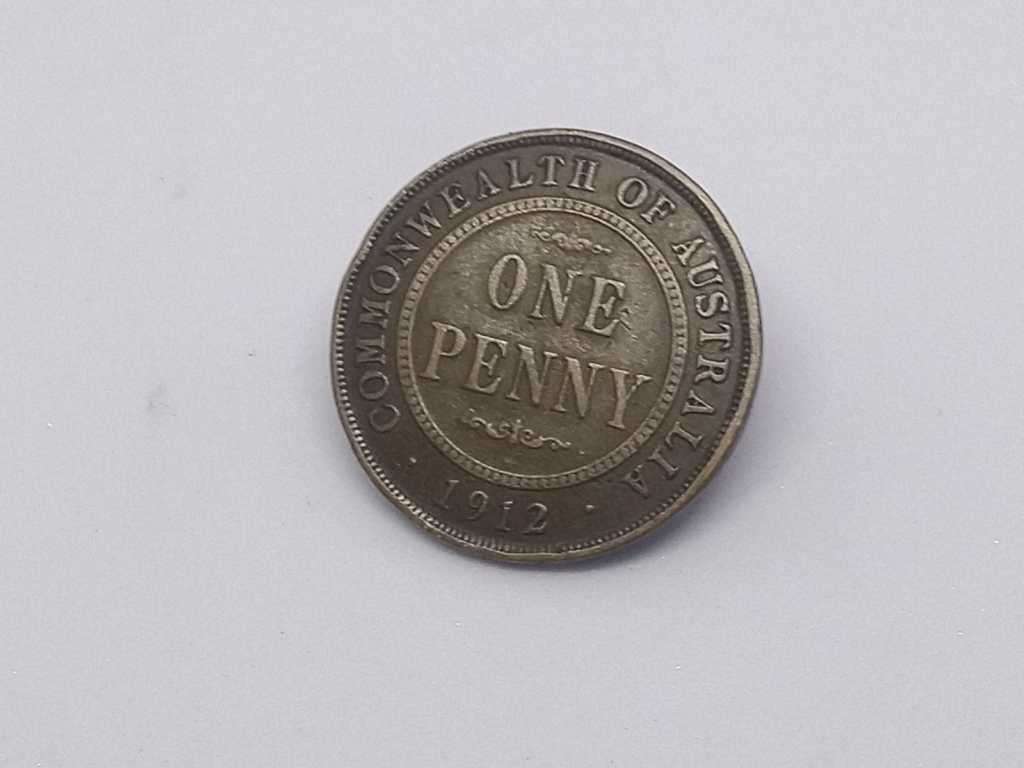 COMMONWEALTH OF AUSTRALIA
ONE
PENNY
1912